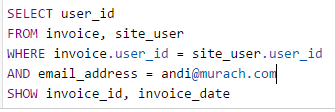 SELECT user_id
FROM invoice, site_user
WHERE invoice.user_id = site_user.user_id
AND email_address = andi@murach.com
SHOW invoice_id, invoice_date